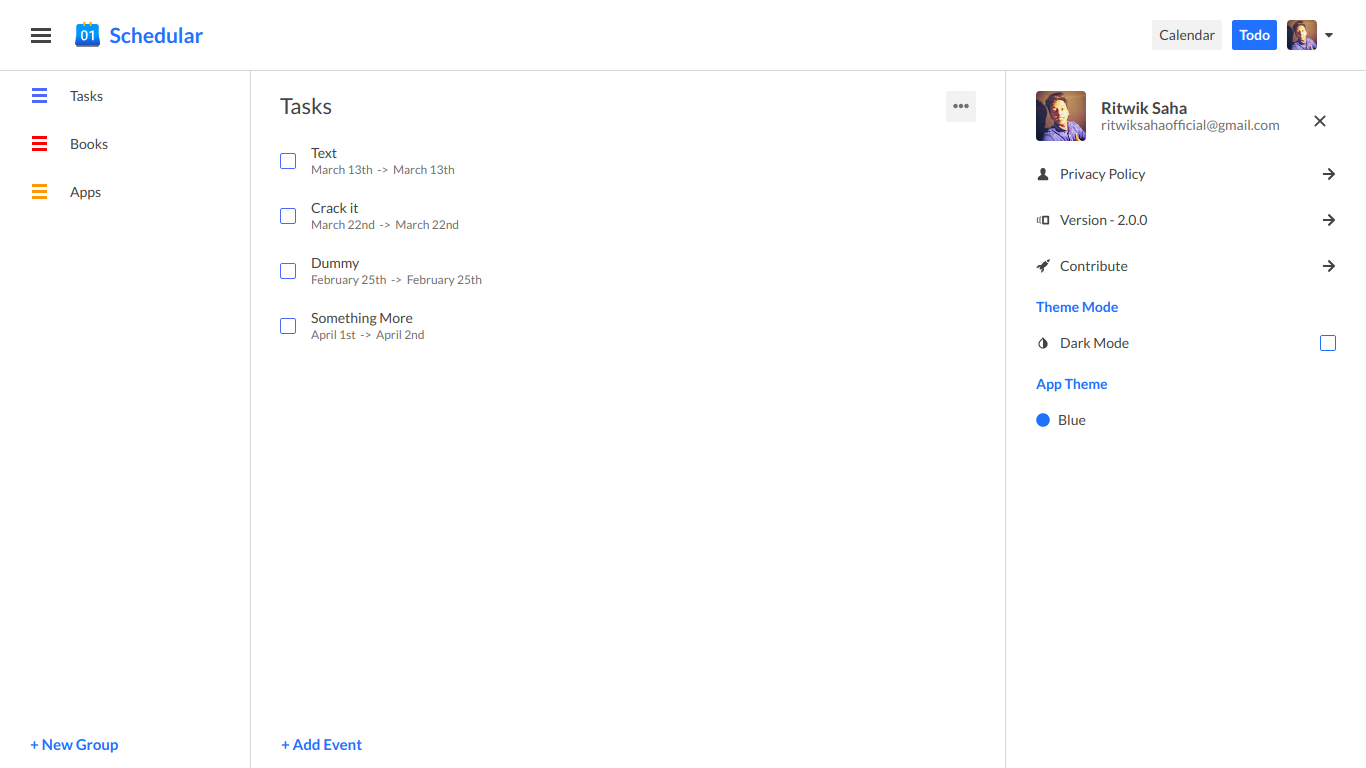 01 Schedular
Calendar
Todo
Tasks
Books
Apps
+ New Group
Tasks
Text
March 13th -> March 13th
Crack it
March 22nd -> March 22nd
Dummy
February 25th -> February 25th
Something More
April 1st -> April 2nd
+ Add Event
Ritwik Saha
ritwiksahaofficial@gmail.com
Privacy Policy
Version - 2.0.0
Contribute
Theme Mode
Dark Mode
App Theme
Blue